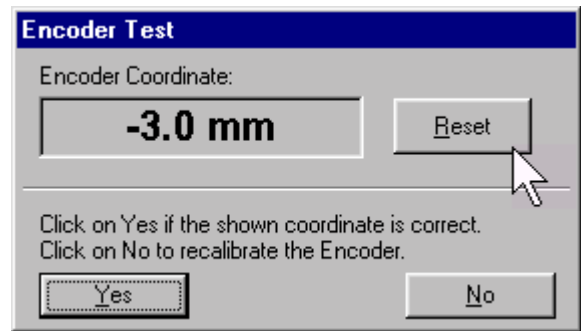 Encoder Test
Encoder Coordinate:
-3.0 mm
Reset
Click on Yes if the shown coordinate is correct.
Click on No to recalibrate the Encoder.
Yes
No